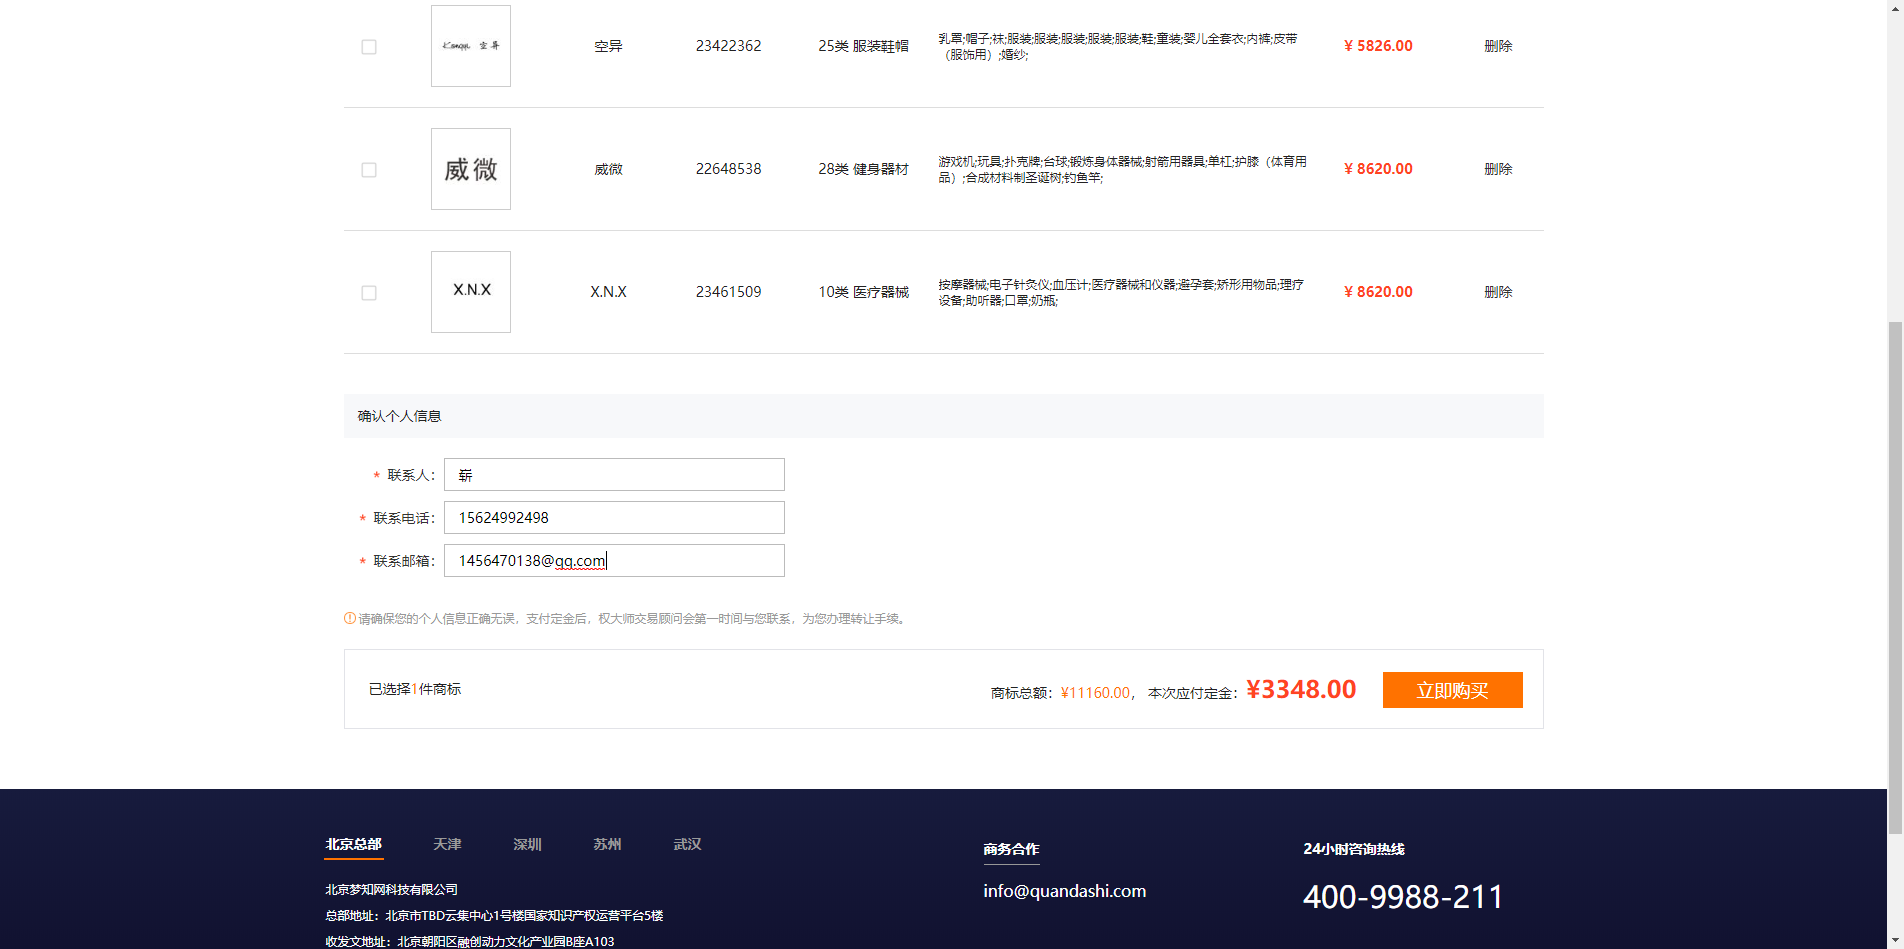 Kongyi 空异
空异
23422362
25类 服装鞋帽
乳罩;帽子;袜;服装;服装;服装;服装;服装;鞋;童装;婴儿全套衣;内裤;皮带
（服饰用）;婚纱;
¥ 5826.00
删除
威微
威微
22648538
28类 健身器材
游戏机;玩具;扑克牌;台球;锻炼身体器械;射箭用器具;单杠;护膝（体育用
品）;合成材料制圣诞树;钓鱼竿;
¥ 8620.00
删除
X.N.X
X.N.X
23461509
10类 医疗器械
按摩器械;电子针灸仪;血压计;医疗器械和仪器;避孕套;矫形用物品;理疗
设备;助听器;口罩;奶瓶;
¥ 8620.00
删除
确认个人信息
* 联系人： 崭
* 联系电话： 15624992498
* 联系邮箱： 1456470138@qq.com
请确保您的个人信息正确无误，支付定金后，权大师交易顾问会第一时间与您联系，为您办理转让手续。
已选择1件商标
商标总额：¥11160.00， 本次应付定金：¥3348.00
立即购买
北京总部 天津 深圳 苏州 武汉
北京梦知网科技有限公司
总部地址：北京市TBD云集中心1号楼国家知识产权运营平台5楼
收发文地址：北京朝阳区融创动力文化产业园B座A103
商务合作
info@quandashi.com
24小时咨询热线
400-9988-211